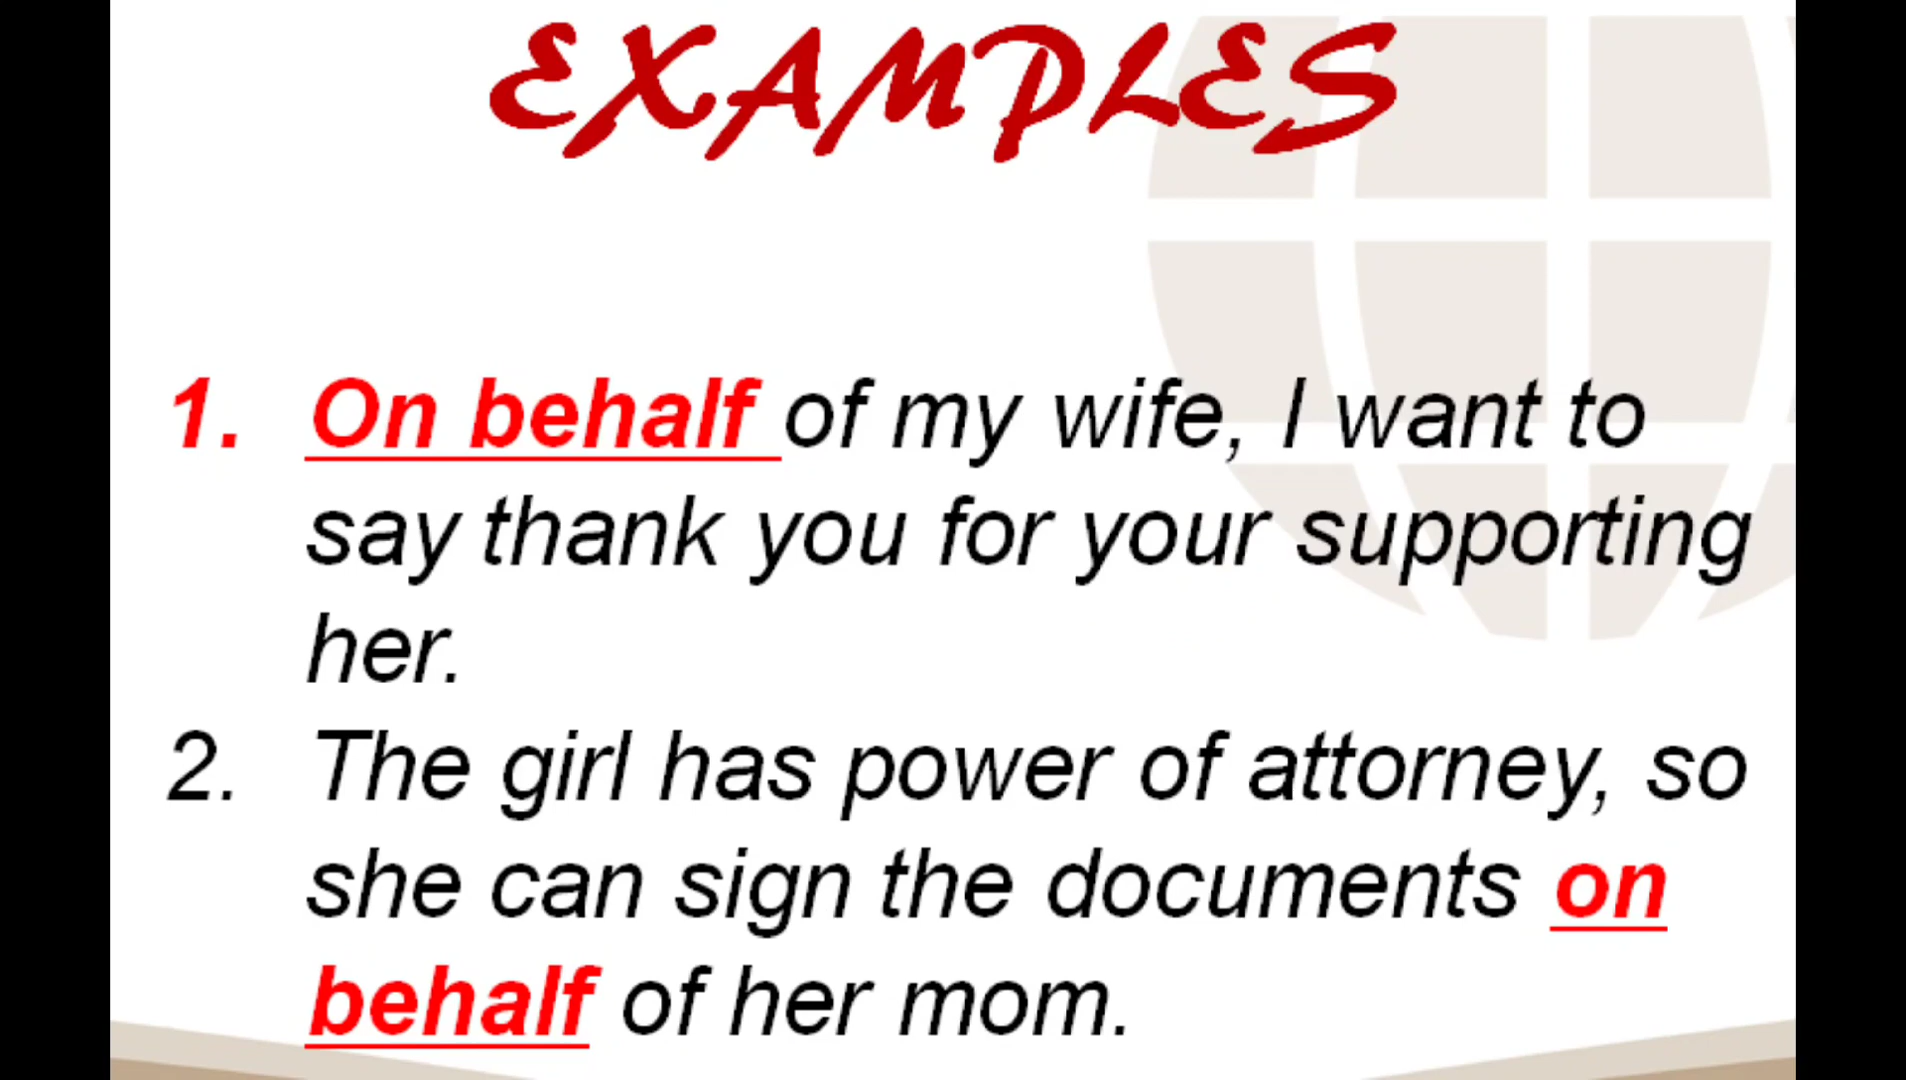 EXAMPLES
1. On behalf of my wife, I want to
say thank you for your supporting
her.
2. The girl has power of attorney, so
she can sign the documents on
behalf of her mom.